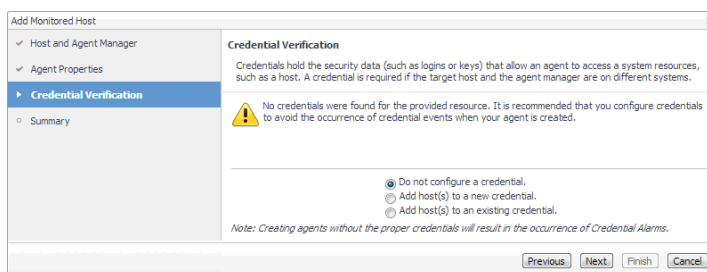 Add Monitored Host
Host and Agent Manager
Agent Properties
Credential Verification
Summary
Credential Verification
Credentials hold the security data (such as logins or keys) that allow an agent to access a system resources,
such as a host. A credential is required if the target host and the agent manager are on different systems.
No credentials were found for the provided resource. It is recommended that you configure credentials
to avoid the occurrence of credential events when your agent is created.
Do not configure a credential.
Add host(s) to a new credential.
Add host(s) to an existing credential.
Note: Creating agents without the proper credentials will result in the occurrence of Credential Alarms.
Previous Next Finish Cancel